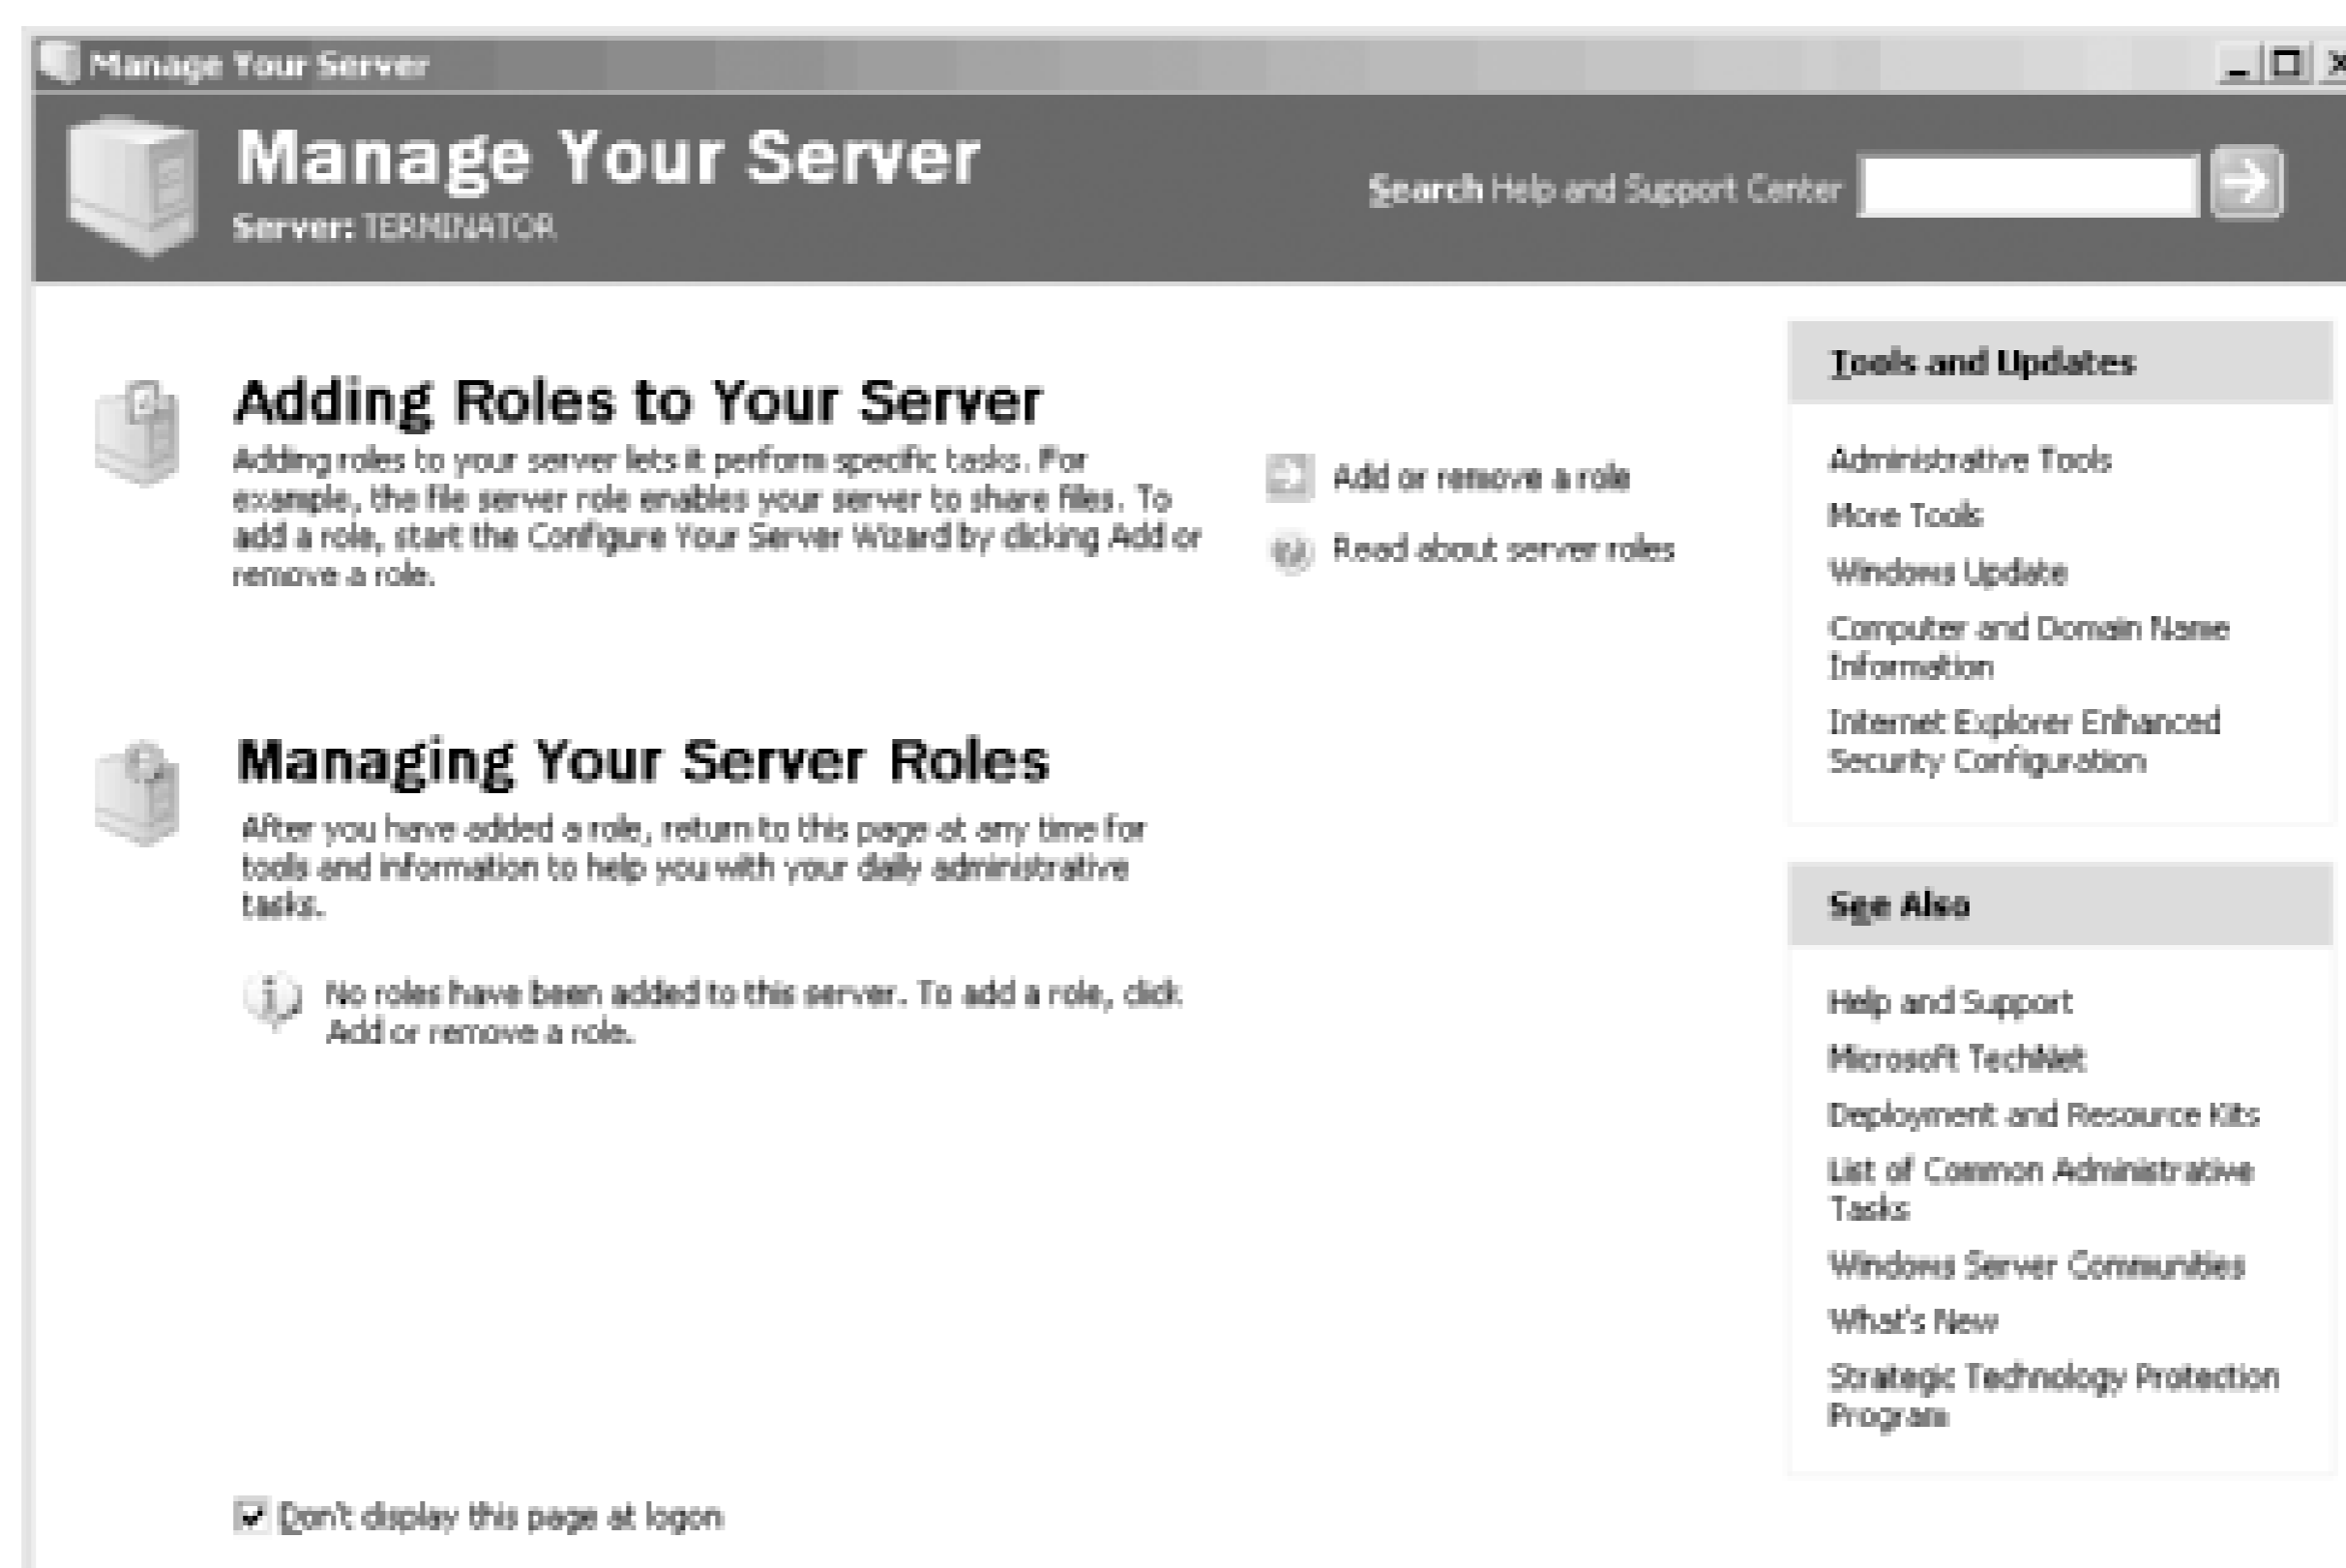 Manage Your Server
Manage Your Server
Server: TERMINATOR
Search Help and Support Center
Adding Roles to Your Server
Adding roles to your server lets it perform specific tasks. For
example, the file server role enables your server to share files. To
add a role, start the Configure Your Server Wizard by clicking Add or
remove a role.
Add or remove a role
Read about server roles
Managing Your Server Roles
After you have added a role, return to this page at any time for
tools and information to help you with your daily administrative
tasks.
No roles have been added to this server. To add a role, click
Add or remove a role.
Don't display this page at logon
Tools and Updates
Administrative Tools
More Tools
Windows Update
Computer and Domain Name
Information
Internet Explorer Enhanced
Security Configuration
See Also
Help and Support
Microsoft TechNet
Deployment and Resource Kits
List of Common Administrative
Tasks
Windows Server Communities
What's New
Strategic Technology Protection
Program